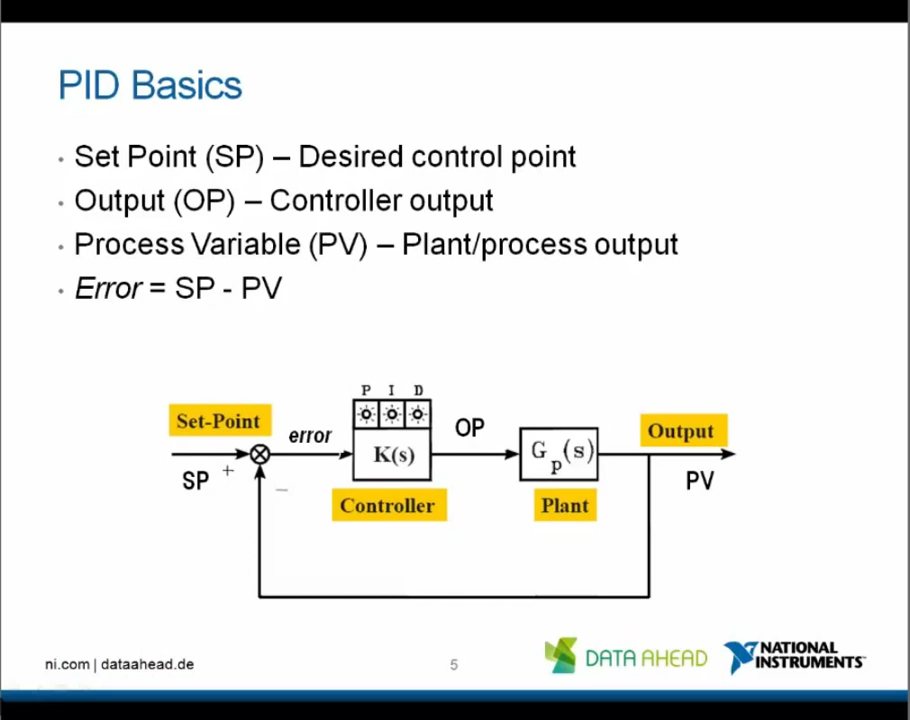 PID Basics
• Set Point (SP) – Desired control point
• Output (OP) – Controller output
• Process Variable (PV) – Plant/process output
• Error = SP - PV
P I D
Set-Point
error
OP
Output
K(s)
Gp(s)
SP
+
–
PV
Controller
Plant
ni.com | dataahead.de
5
DATA AHEAD
NATIONAL
INSTRUMENTS™